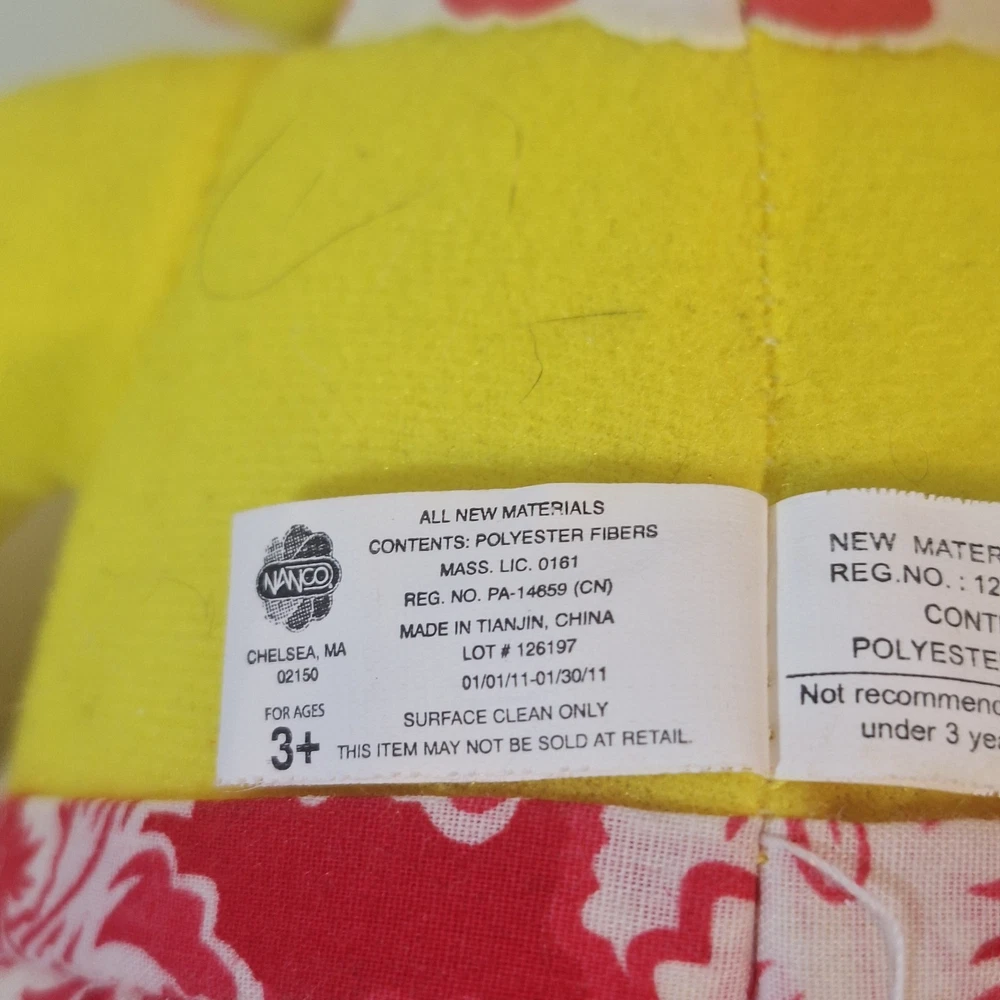 NANCO
CHELSEA, MA
02150
FOR AGES
3+
ALL NEW MATERIALS
CONTENTS: POLYESTER FIBERS
MASS. LIC. 0161
REG. NO. PA-14659 (CN)
MADE IN TIANJIN, CHINA
LOT # 126197
01/01/11-01/30/11
SURFACE CLEAN ONLY
THIS ITEM MAY NOT BE SOLD AT RETAIL.
NEW MATER
REG.NO. : 12
CONT
POLYESTE
Not recommend
under 3 yea